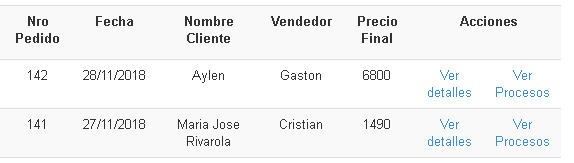 Nro Pedido Fecha Nombre Cliente Vendedor Precio Final Acciones
142 28/11/2018 Aylen Gaston 6800 Ver detalles Ver Procesos
141 27/11/2018 Maria Jose Rivarola Cristian 1490 Ver detalles Ver Procesos